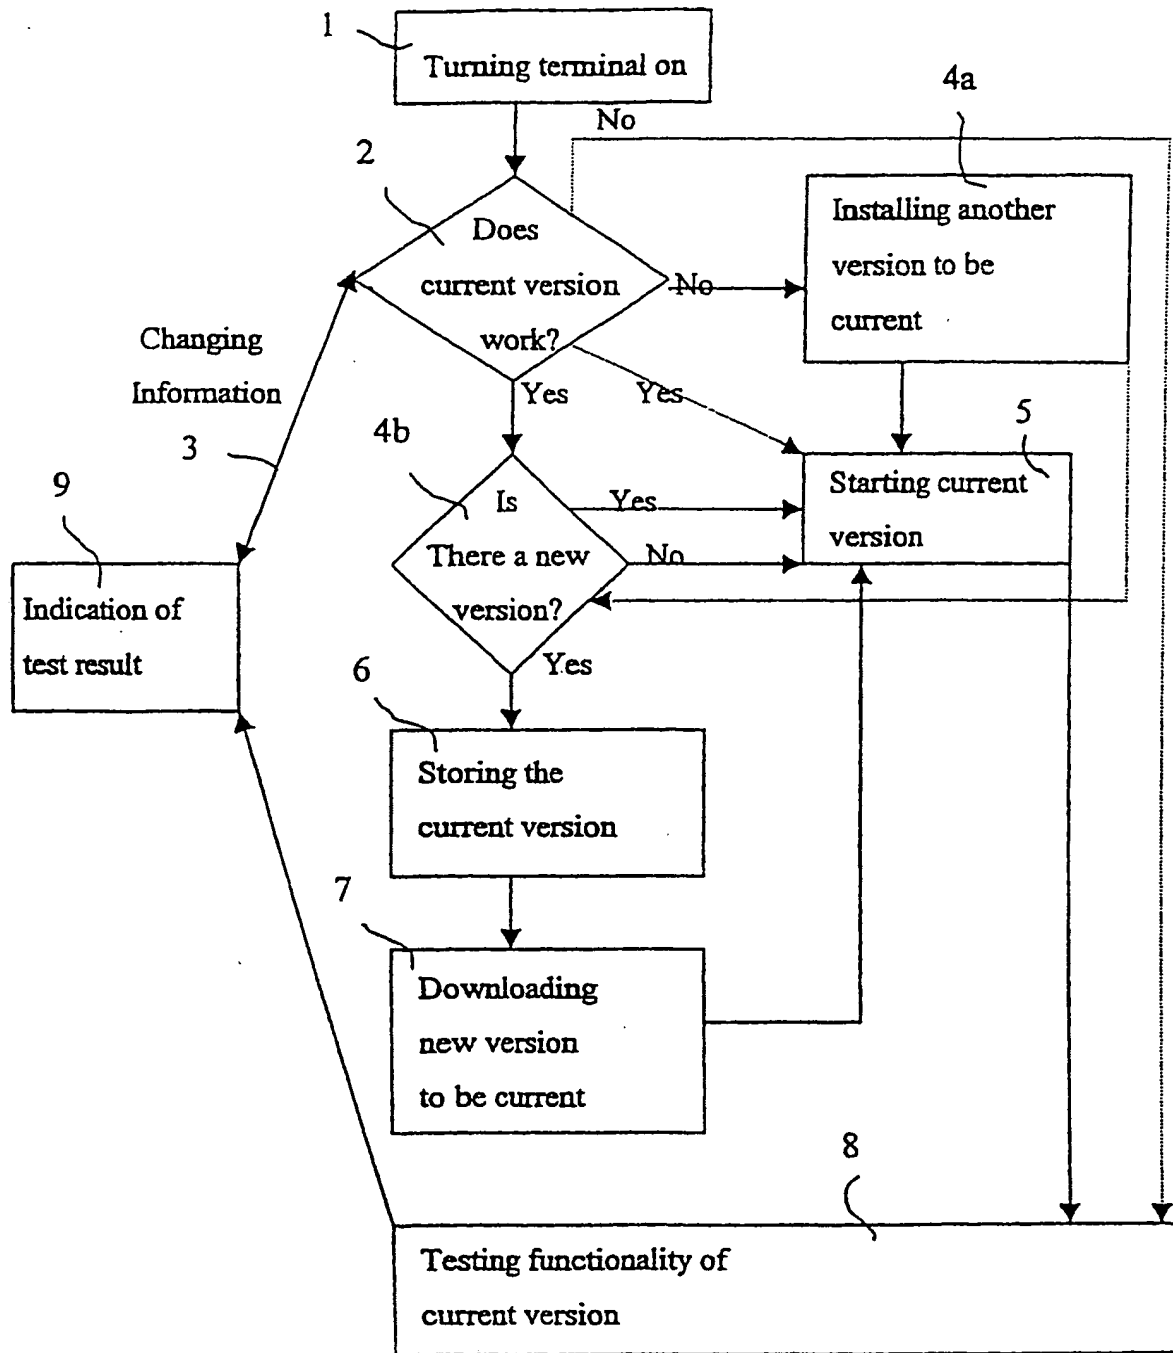 1
Turning terminal on
No
4a
2
Does
current version
work?
No
Installing another
version to be
current
Changing
Information
3
Yes
Yes
4b
5
Starting current
version
Is
There a new
version?
Yes
No
9
Indication of
test result
Yes
6
Storing the
current version
7
Downloading
new version
to be current
8
Testing functionality of
current version